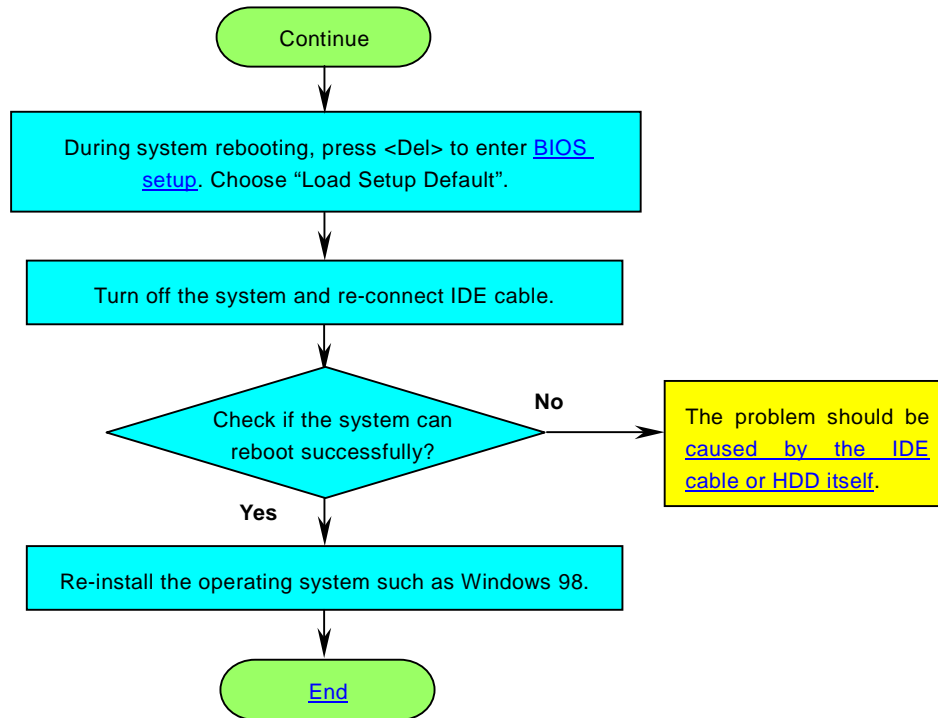 Continue
During system rebooting, press <Del> to enter BIOS
setup. Choose “Load Setup Default”.
Turn off the system and re-connect IDE cable.
Check if the system can
reboot successfully?
No
The problem should be
caused by the IDE
cable or HDD itself.
Yes
Re-install the operating system such as Windows 98.
End